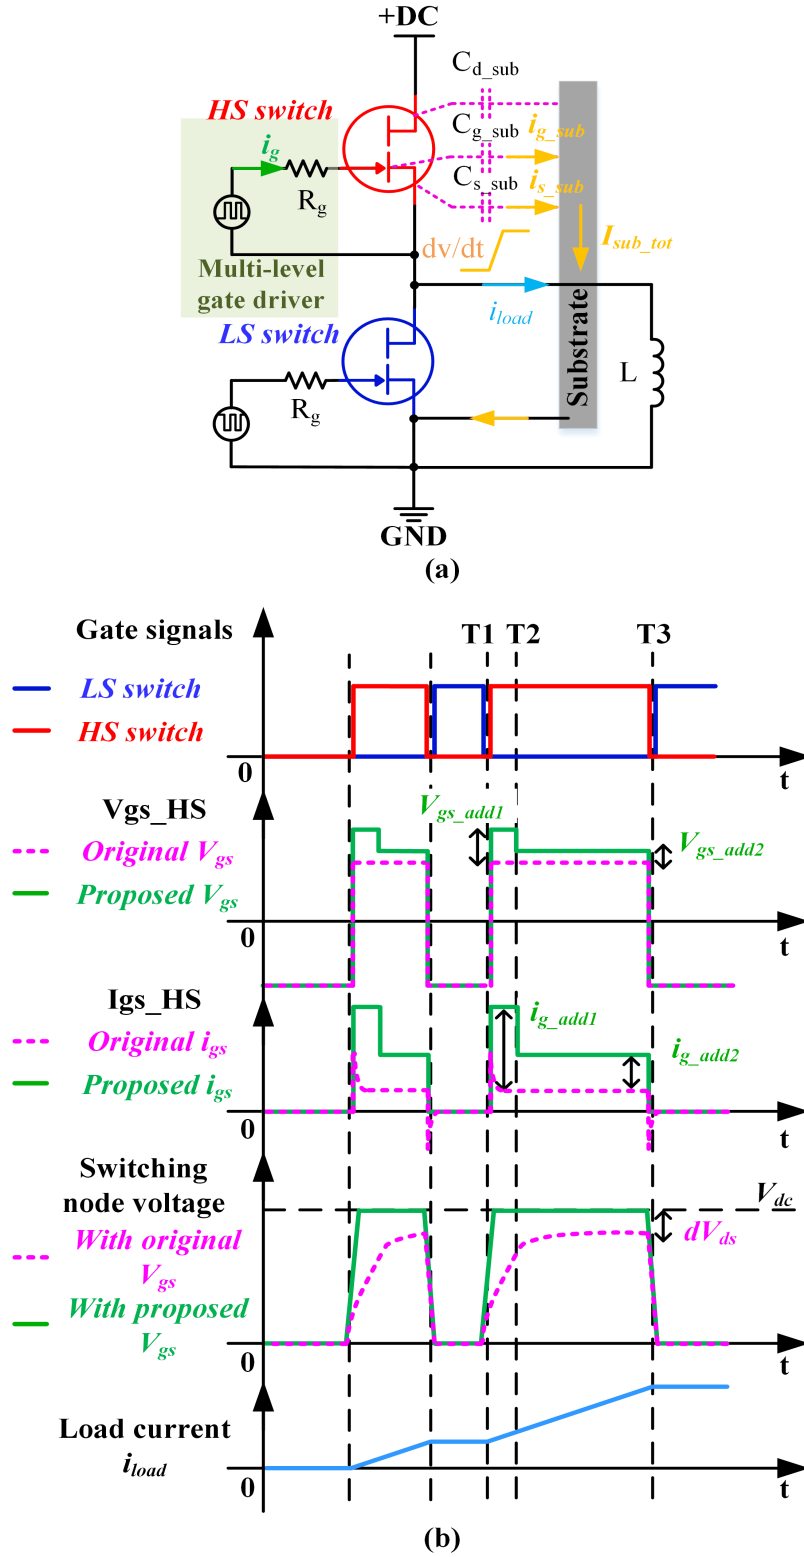 +DC
C_d_sub
HS switch
C_g_sub
i_g_sub
i_g
C_s_sub
i_s_sub
R_g
dv/dt
I_sub_tot
Multi-level
gate driver
i_load
LS switch
Substrate
L
R_g
GND
(a)
Gate signals
T1 T2 T3
LS switch
HS switch
0
t
Vgs_HS
V_gs_add1
Original V_gs
V_gs_add2
Proposed V_gs
0
t
Igs_HS
i_g_add1
Original i_gs
i_g_add2
Proposed i_gs
0
t
Switching
node voltage
V_dc
With original
V_gs
dV_ds
With proposed
V_gs
0
t
Load current
i_load
0
t
(b)